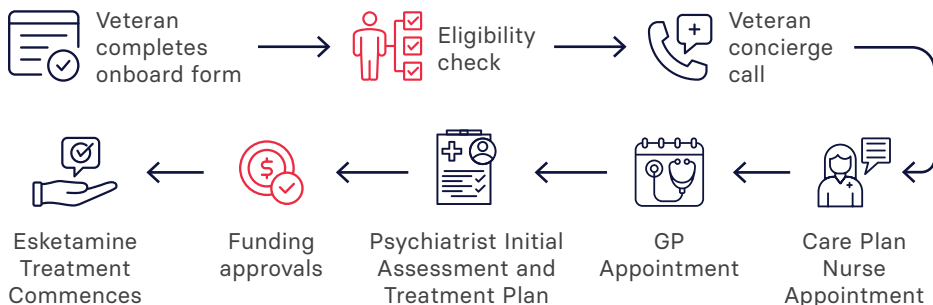 Veteran
completes
onboard form
Eligibility
check
Veteran
concierge
call
Care Plan
Nurse
Appointment
GP
Appointment
Psychiatrist Initial
Assessment and
Treatment Plan
Funding
approvals
Esketamine
Treatment
Commences